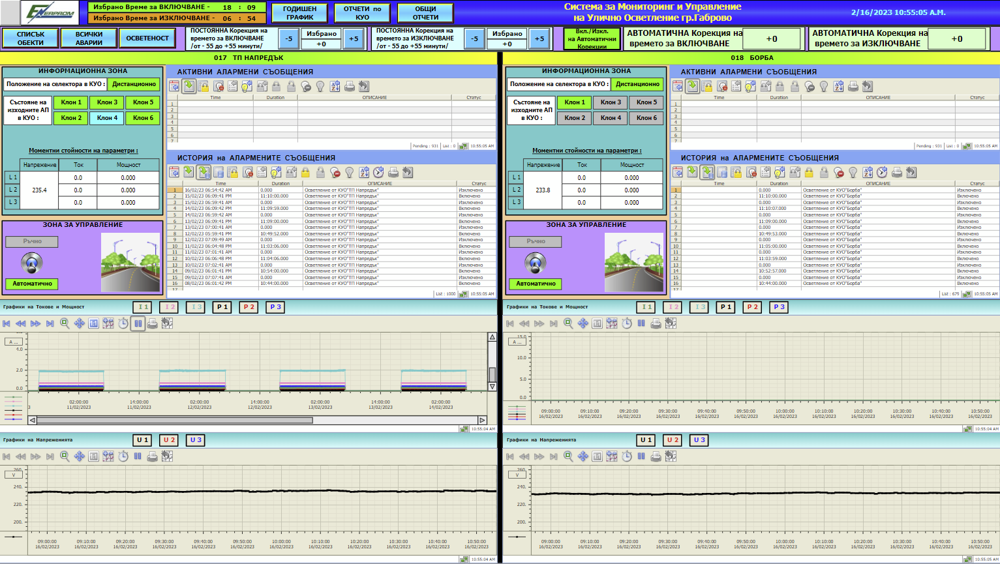 ENERPROM
Избрано Време за ВКЛЮЧВАНЕ - 18 : 09
Избрано Време за ИЗКЛЮЧВАНЕ - 06 : 54
ГОДИШЕН
ГРАФИК
ОТЧЕТИ по
КУО
ОБЩИ
ОТЧЕТИ
Система за Мониторинг и Управление
на Улично Осветление гр.Габрово
2/16/2023 10:55:05 A.M.
СПИСЪК
ОБЕКТИ
ВСИЧКИ
АВАРИИ
ОСВЕТЕНОСТ
ПОСТОЯННА Корекция на
времето за ВКЛЮЧВАНЕ
/от - 55 до +55 минути/
-5
Избрано
+0
+5
ПОСТОЯННА Корекция на
времето за ИЗКЛЮЧВАНЕ
/от - 55 до +55 минути/
-5
Избрано
+0
+5
Вкл./Изкл.
на Автоматични
Корекции
АВТОМАТИЧНА Корекция на
времето за ВКЛЮЧВАНЕ
+0
АВТОМАТИЧНА Корекция на
времето за ИЗКЛЮЧВАНЕ
+0
017 ТП НАПРЕДЪК
ИНФОРМАЦИОННА ЗОНА
Положение на селектора в КУО : Дистанционно
Състояне на
изходните АП
в КУО :
Клон 1 Клон 3 Клон 5
Клон 2 Клон 4 Клон 6
Моментни стойности на параметри :
Напрежение Ток Мощност
L 1 0.0 0.000
L 2 235.4 0.0 0.000
L 3 0.0 0.000
ЗОНА ЗА УПРАВЛЕНИЕ
Ръчно
Автоматично
АКТИВНИ АЛАРМЕНИ СЪОБЩЕНИЯ
Time Duration ОПИСАНИЕ Статус
1
2
3
4
5
6
7
Pending : 931 List : 0 10:55:05 AM
ИСТОРИЯ на АЛАРМЕНИТЕ СЪОБЩЕНИЯ
Time Duration ОПИСАНИЕ Статус
1 16/02/23 06:54:42 AM 0.000 Осветление от КУО"ТП Напредък" Изключено
2 15/02/23 06:09:41 PM 11:10:00.000 Осветление от КУО"ТП Напредък" Включено
3 15/02/23 06:59:41 AM 0.000 Осветление от КУО"ТП Напредък" Изключено
4 14/02/23 06:09:42 PM 11:09:59.000 Осветление от КУО"ТП Напредък" Включено
5 14/02/23 06:59:42 AM 0.000 Осветление от КУО"ТП Напредък" Изключено
6 13/02/23 06:09:41 PM 11:09:00.000 Осветление от КУО"ТП Напредък" Включено
7 13/02/23 07:00:41 AM 0.000 Осветление от КУО"ТП Напредък" Изключено
8 12/02/23 05:59:41 PM 10:49:52.000 Осветление от КУО"ТП Напредък" Включено
9 12/02/23 07:09:49 AM 0.000 Осветление от КУО"ТП Напредък" Изключено
10 11/02/23 06:04:48 PM 11:03:06.000 Осветление от КУО"ТП Напредък" Включено
11 11/02/23 07:01:41 AM 0.000 Осветление от КУО"ТП Напредък" Изключено
12 10/02/23 06:06:48 PM 11:04:06.000 Осветление от КУО"ТП Напредък" Включено
13 10/02/23 07:02:41 AM 0.000 Осветление от КУО"ТП Напредък" Изключено
14 09/02/23 06:01:41 PM 10:54:00.000 Осветление от КУО"ТП Напредък" Включено
15 09/02/23 07:07:41 AM 0.000 Осветление от КУО"ТП Напредък" Изключено
16 08/02/23 06:01:42 PM 10:44:00.000 Осветление от КУО"ТП Напредък" Включено
List : 1000 10:55:05 AM
Графики на Токове и Мощност I 1 I 2 I 3 P 1 P 2 P 3
A ...
4.0
2.0
0.0
02:00:00 14:00:00 02:00:00 14:00:00 02:00:00 14:00:00 02:00:00
3 11/02/2023 11/02/2023 12/02/2023 12/02/2023 13/02/2023 13/02/2023 14/02/2023
10:55:04 AM
Графики на Напреженията U 1 U 2 U 3
260.
V
240.
220.
200.
09:00:00 09:10:00 09:20:00 09:30:00 09:40:00 09:50:00 10:00:00 10:10:00 10:20:00 10:30:00 10:40:00 10:50:00
16/02/2023 16/02/2023 16/02/2023 16/02/2023 16/02/2023 16/02/2023 16/02/2023 16/02/2023 16/02/2023 16/02/2023 16/02/2023 16/02/2023
10:55:04 AM
018 БОРБА
ИНФОРМАЦИОННА ЗОНА
Положение на селектора в КУО : Дистанционно
Състояне на
изходните АП
в КУО :
Клон 1 Клон 3 Клон 5
Клон 2 Клон 4 Клон 6
Моментни стойности на параметри :
Напрежение Ток Мощност
L 1 0.0 0.000
L 2 233.8 0.0 0.000
L 3 0.0 0.000
ЗОНА ЗА УПРАВЛЕНИЕ
Ръчно
Автоматично
АКТИВНИ АЛАРМЕНИ СЪОБЩЕНИЯ
Time Duration ОПИСАНИЕ Статус
1
2
3
4
5
6
7
Pending : 931 List : 0 10:55:05 AM
ИСТОРИЯ на АЛАРМЕНИТЕ СЪОБЩЕНИЯ
Time Duration ОПИСАНИЕ Статус
1 0.000 Осветление от КУО"Борба" Изключено
2 11:10:00.000 Осветление от КУО"Борба" Включено
3 0.000 Осветление от КУО"Борба" Изключено
4 11:10:07.000 Осветление от КУО"Борба" Включено
5 0.000 Осветление от КУО"Борба" Изключено
6 11:09:00.000 Осветление от КУО"Борба" Включено
7 0.000 Осветление от КУО"Борба" Изключено
8 10:49:53.000 Осветление от КУО"Борба" Включено
9 0.000 Осветление от КУО"Борба" Изключено
10 11:05:00.000 Осветление от КУО"Борба" Включено
11 0.000 Осветление от КУО"Борба" Изключено
12 11:03:59.000 Осветление от КУО"Борба" Включено
13 0.000 Осветление от КУО"Борба" Изключено
14 10:52:57.000 Осветление от КУО"Борба" Включено
15 0.000 Осветление от КУО"Борба" Изключено
16 10:44:00.000 Осветление от КУО"Борба" Включено
List : 679 10:55:05 AM
Графики на Токове и Мощност I 1 I 2 I 3 P 1 P 2 P 3
15.0
A ...
10.0
5.0
0.0
09:00:00 09:10:00 09:20:00 09:30:00 09:40:00 09:50:00 10:00:00 10:10:00 10:20:00 10:30:00 10:40:00 10:50:00
16/02/2023 16/02/2023 16/02/2023 16/02/2023 16/02/2023 16/02/2023 16/02/2023 16/02/2023 16/02/2023 16/02/2023 16/02/2023 16/02/2023
10:55:04 AM
Графики на Напреженията U 1 U 2 U 3
260.
V
240.
220.
200.
09:00:00 09:10:00 09:20:00 09:30:00 09:40:00 09:50:00 10:00:00 10:10:00 10:20:00 10:30:00 10:40:00 10:50:00
16/02/2023 16/02/2023 16/02/2023 16/02/2023 16/02/2023 16/02/2023 16/02/2023 16/02/2023 16/02/2023 16/02/2023 16/02/2023 16/02/2023
10:55:05 AM